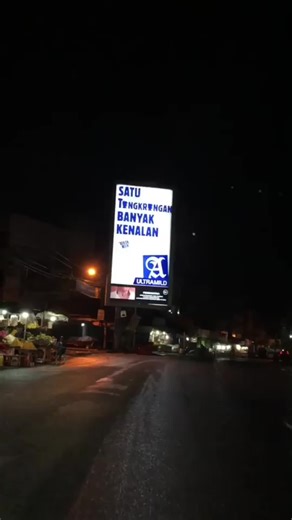 SATU
TONGKRONGAN
BANYAK
KENALAN
A
ULTRAMILD